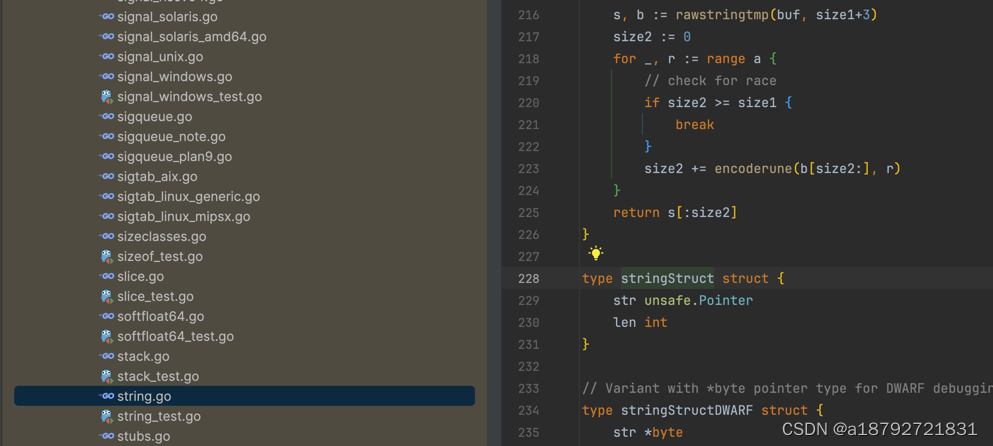 signal_solaris.go
signal_solaris_amd64.go
signal_unix.go
signal_windows.go
signal_windows_test.go
sigqueue.go
sigqueue_note.go
sigqueue_plan9.go
sigtab_aix.go
sigtab_linux_generic.go
sigtab_linux_mipsx.go
sizeclasses.go
sizeof_test.go
slice.go
slice_test.go
softfloat64.go
softfloat64_test.go
stack.go
stack_test.go
string.go
string_test.go
stubs.go
216 s, b := rawstringtmp(buf, size1+3)
217 size2 := 0
218 for _, r := range a {
219 // check for race
220 if size2 >= size1 {
221 break
222 }
223 size2 += encoderune(b[size2:], r)
224 }
225 return s[:size2]
226 }
227
228 type stringStruct struct {
229 str unsafe.Pointer
230 len int
231 }
232
233 // Variant with *byte pointer type for DWARF debuggin
234 type stringStructDWARF struct {
235 str *byte
CSDN @a18792721831